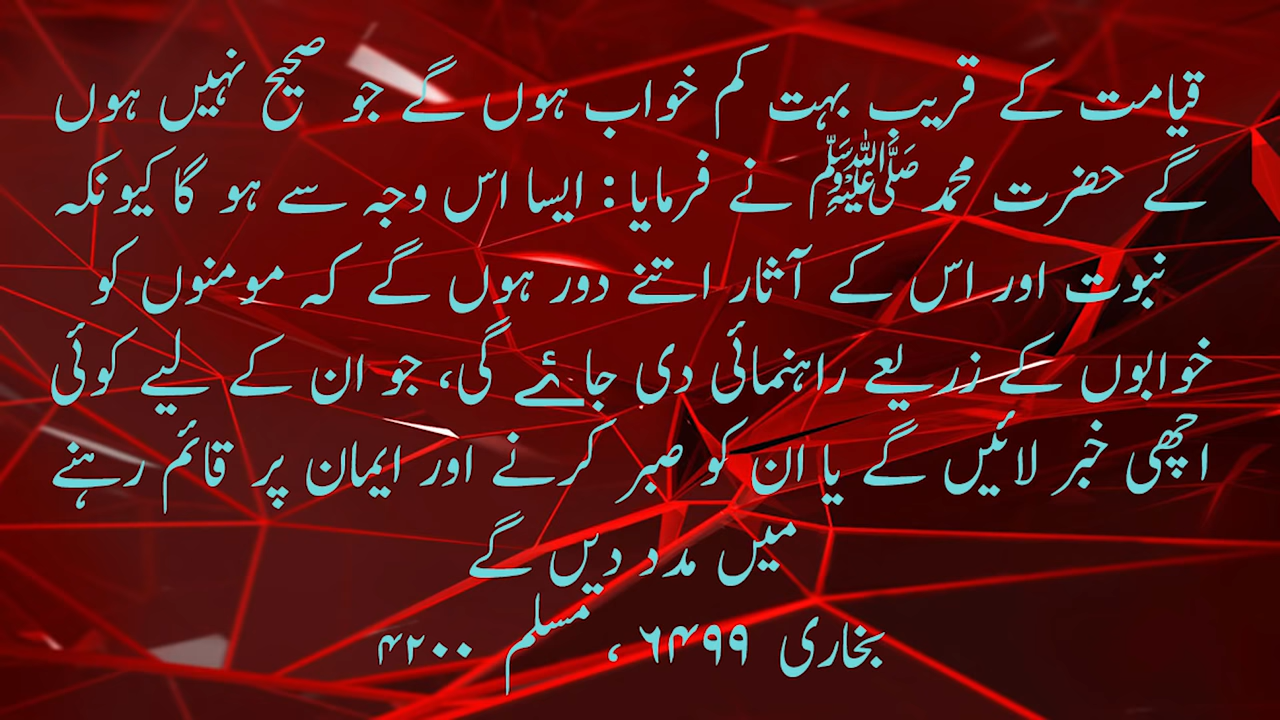 قیامت کے قریب بہت کم خواب ہوں گے جو صحیح نہیں ہوں
گے حضرت محمد ﷺ نے فرمایا: ایسا اس وجہ سے ہو گا کیونکہ
نبوت اور اس کے آثار اتنے دور ہوں گے کہ مومنوں کو
خوابوں کے زریعے راہنمائی دی جائے گی، جو ان کے لیے کوئی
اچھی خبر لائیں گے یا ان کو صبر کرنے اور ایمان پر قائم رہنے
میں مدد دیں گے
بخاری ۶۴۹۹ ، مسلم ۴۲۰۰